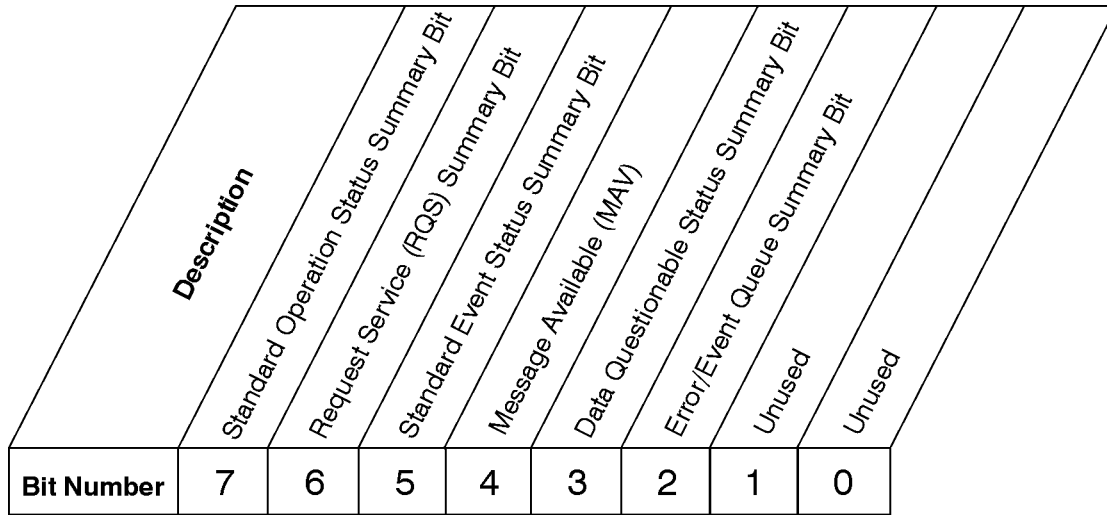 Description
Standard Operation Status Summary Bit
Request Service (RQS) Summary Bit
Standard Event Status Summary Bit
Message Available (MAV)
Data Questionable Status Summary Bit
Error/Event Queue Summary Bit
Unused
Unused
Bit Number 7 6 5 4 3 2 1 0